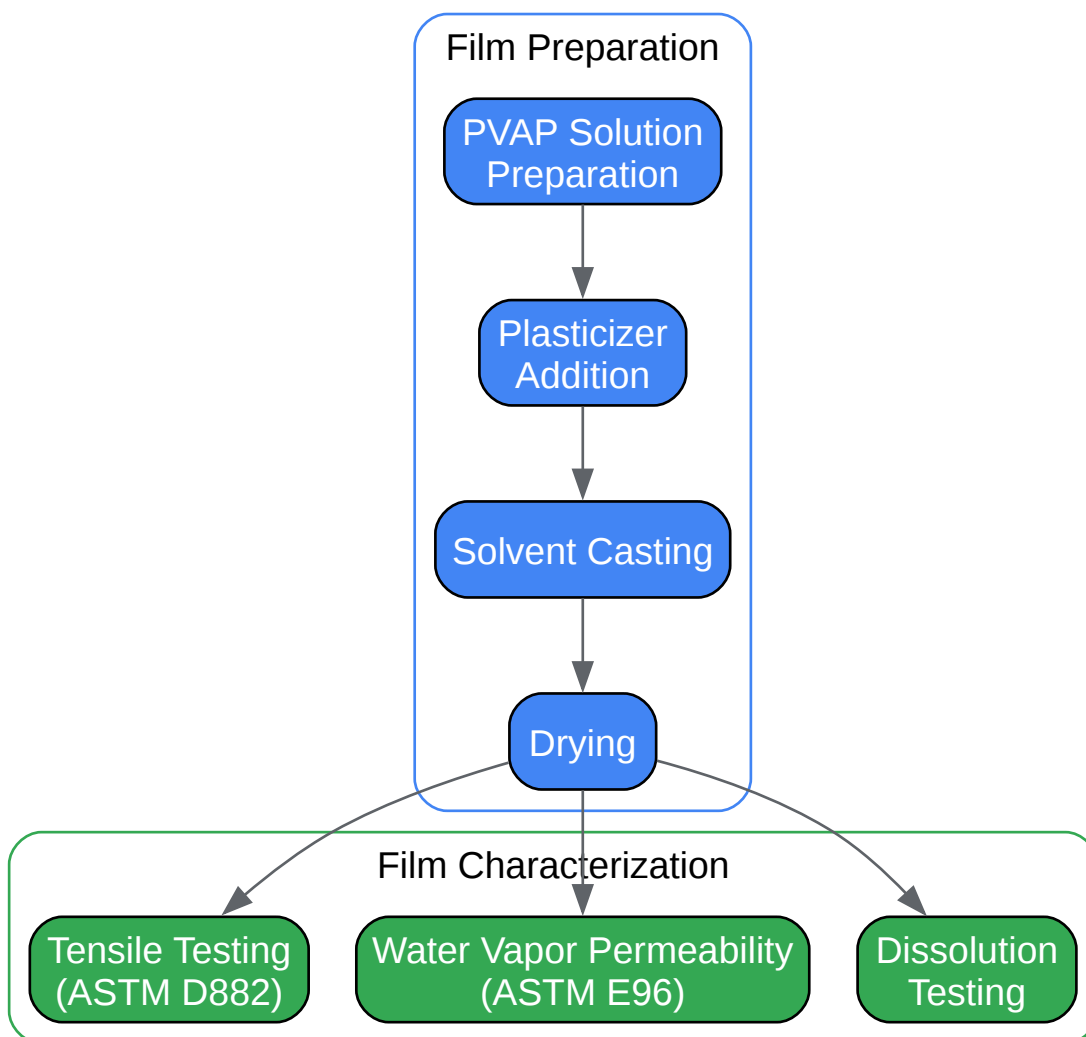 Film Preparation
PVAP Solution
Preparation
Plasticizer
Addition
Solvent Casting
Drying
Film Characterization
Tensile Testing
(ASTM D882)
Water Vapor Permeability
(ASTM E96)
Dissolution
Testing